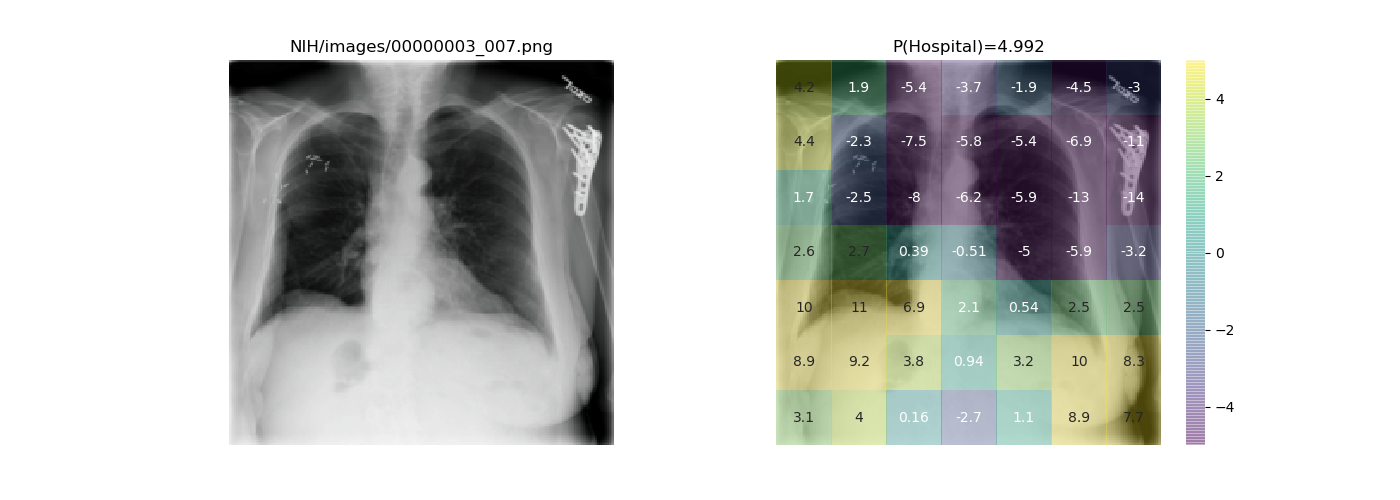 NIH/images/00000003_007.png
P(Hospital)=4.992
4.2 1.9 -5.4 -3.7 -1.9 -4.5 -3
4.4 -2.3 -7.5 -5.8 -5.4 -6.9 -11
1.7 -2.5 -8 -6.2 -5.9 -13 -14
2.6 2.7 0.39 -0.51 -5 -5.9 -3.2
10 11 6.9 2.1 0.54 2.5 2.5
8.9 9.2 3.8 0.94 3.2 10 8.3
3.1 4 0.16 -2.7 1.1 8.9 7.7
4
2
0
−2
−4